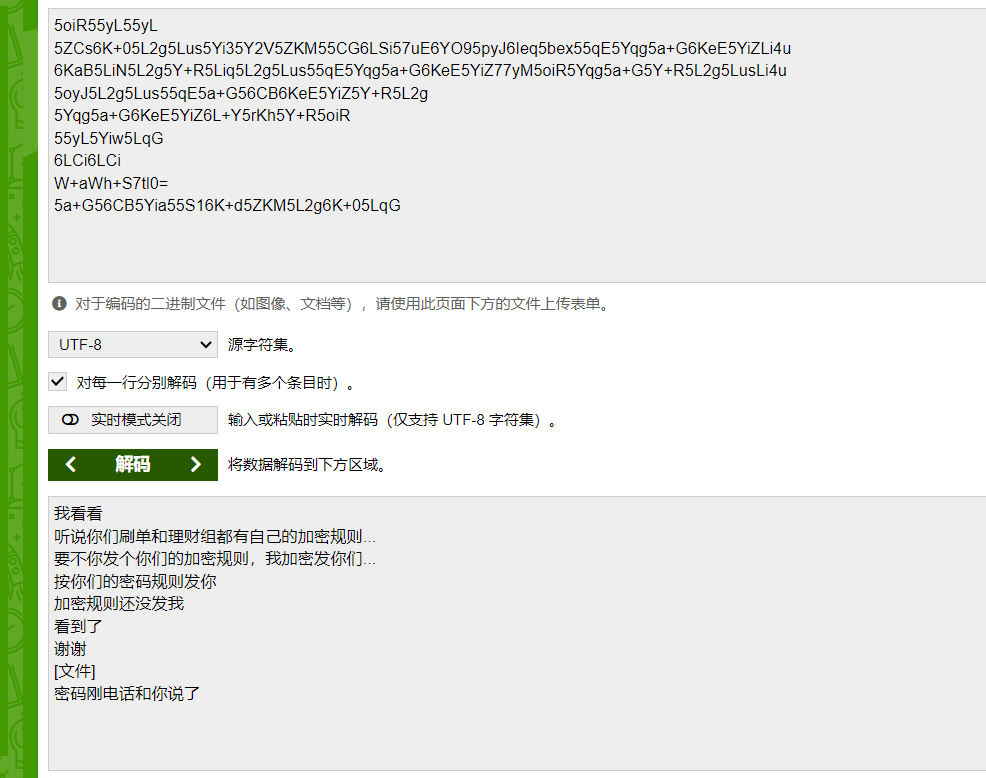 5oiR55yL55yL
5ZCs6K+05L2g5Lus5Yi35Y2V5ZKM55CG6LSi57uE6YO95pyJ6Ieq5bex55qE5Yqg5a+G6KeE5YiZLi4u
6KaB5LiN5L2g5Y+R5Liq5L2g5Lus55qE5Yqg5a+G6KeE5YiZ77yM5oiR5Yqg5a+G5Y+R5L2g5LusLi4u
5oyJ5L2g5Lus55qE5a+G56CB6KeE5YiZ5Y+R5L2g
5Yqg5a+G6KeE5YiZ6L+Y5rKh5Y+R5oiR
55yL5Yiw5LqG
6LCi6LCi
W+aWh+S7tl0=
5a+G56CB5Yia55S16K+d5ZKM5L2g6K+05LqG
对于编码的二进制文件（如图像、文档等），请使用此页面下方的文件上传表单。
UTF-8 源字符集。
对每一行分别解码（用于有多个条目时）。
实时模式关闭 输入或粘贴时实时解码（仅支持 UTF-8 字符集）。
解码 将数据解码到下方区域。
我看看
听说你们刷单和理财组都有自己的加密规则...
要不你发个你们的加密规则，我加密发你们...
按你们的密码规则发你
加密规则还没发我
看到了
谢谢
[文件]
密码刚电话和你说了